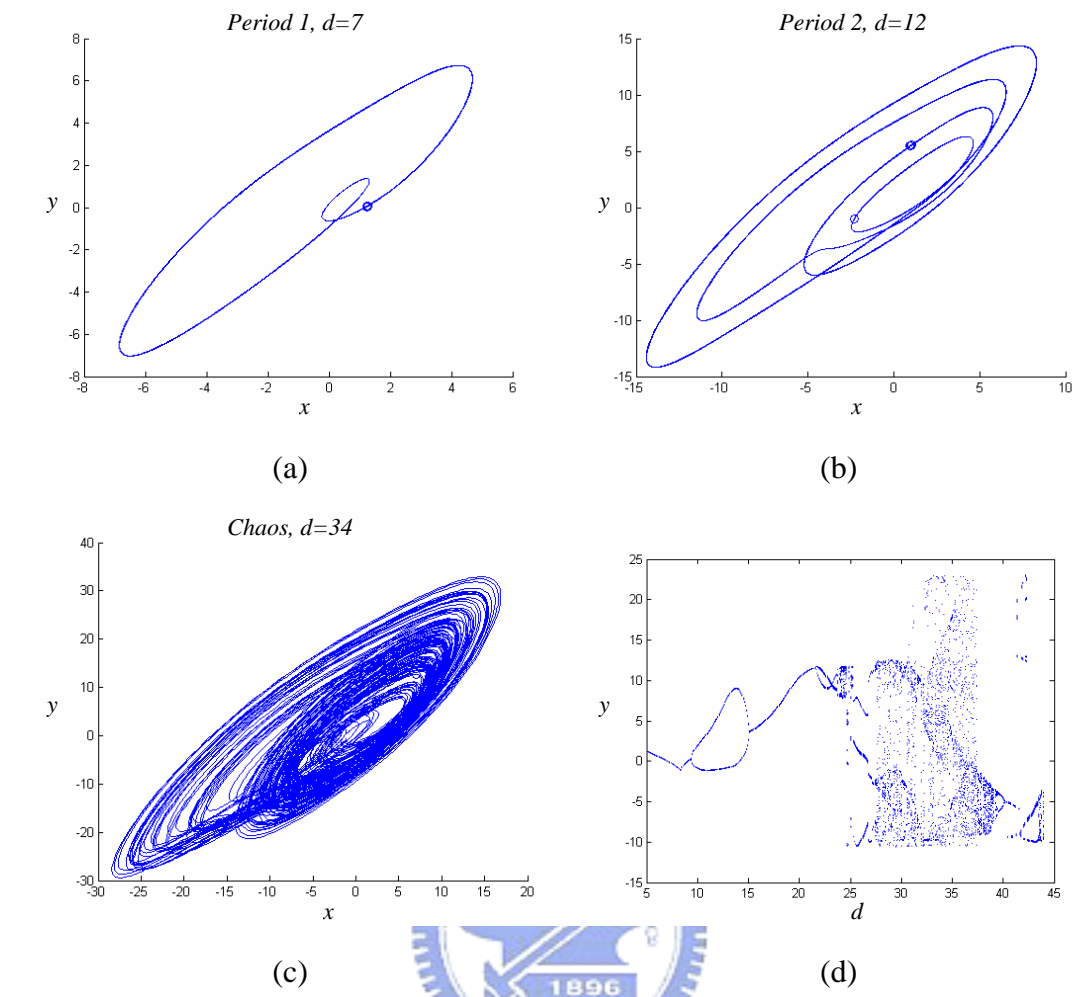 Period 1, d=7
8
6
4
2
0
-2
-4
-6
-8
y
-8 -6 -4 -2 0 2 4 6
x
(a)
Period 2, d=12
15
10
5
0
-5
-10
-15
y
-15 -10 -5 0 5 10
x
(b)
Chaos, d=34
40
30
20
10
0
-10
-20
-30
y
-30 -25 -20 -15 -10 -5 0 5 10 15 20
x
(c)
25
20
15
10
5
0
-5
-10
-15
y
5 10 15 20 25 30 35 40 45
d
(d)
1896